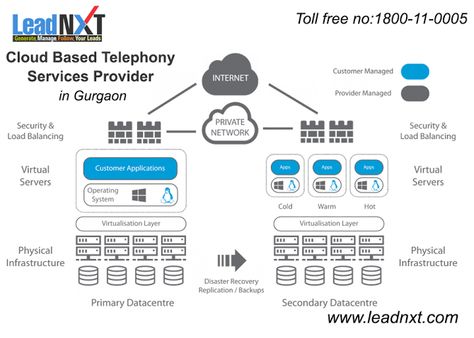 LeadNXT
Generate, Manage Follow, Your Leads
Toll free no:1800-11-0005
Cloud Based Telephony
Services Provider
in Gurgaon
INTERNET
Customer Managed
Provider Managed
PRIVATE
NETWORK
Security &
Load Balancing
Security &
Load Balancing
Virtual
Servers
Customer Applications
Operating
System
Apps
Apps
Apps
Cold
Warm
Hot
Virtual
Servers
Virtualisation Layer
Virtualisation Layer
Physical
Infrastructure
Disaster Recovery
Replication / Backups
Physical
Infrastructure
Primary Datacentre
Secondary Datacentre
www.leadnxt.com